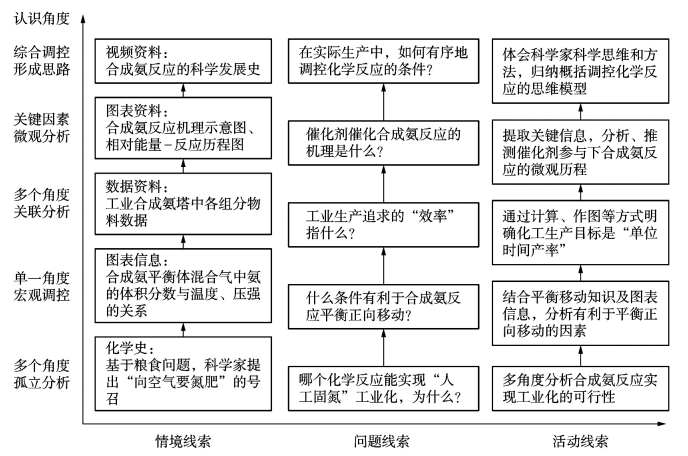 认识角度
综合调控
形成思路
视频资料：
合成氨反应的科学发展史
在实际生产中，如何有序地
调控化学反应的条件？
体会科学家科学思维和方
法，归纳概括调控化学反
应的思维模型
关键因素
微观分析
图表资料：
合成氨反应机理示意图、
相对能量-反应历程图
催化剂催化合成氨反应的
机理是什么？
提取关键信息，分析、推
测催化剂参与下合成氨反
应的微观历程
多个角度
关联分析
数据资料：
工业合成氨塔中各组分物
料数据
工业生产追求的“效率”
指什么？
通过计算、作图等方式明
确化工生产目标是“单位
时间产率”
单一角度
宏观调控
图表信息：
合成氨平衡体混合气中氨
的体积分数与温度、压强
的关系
什么条件有利于合成氨反
应平衡正向移动？
结合平衡移动知识及图表
信息，分析有利于平衡正
向移动的因素
多个角度
孤立分析
化学史：
基于粮食问题，科学家提
出“向空气要氮肥”的号
召
哪个化学反应能实现“人
工固氮”工业化，为什么？
多角度分析合成氨反应实
现工业化的可行性
情境线索
问题线索
活动线索